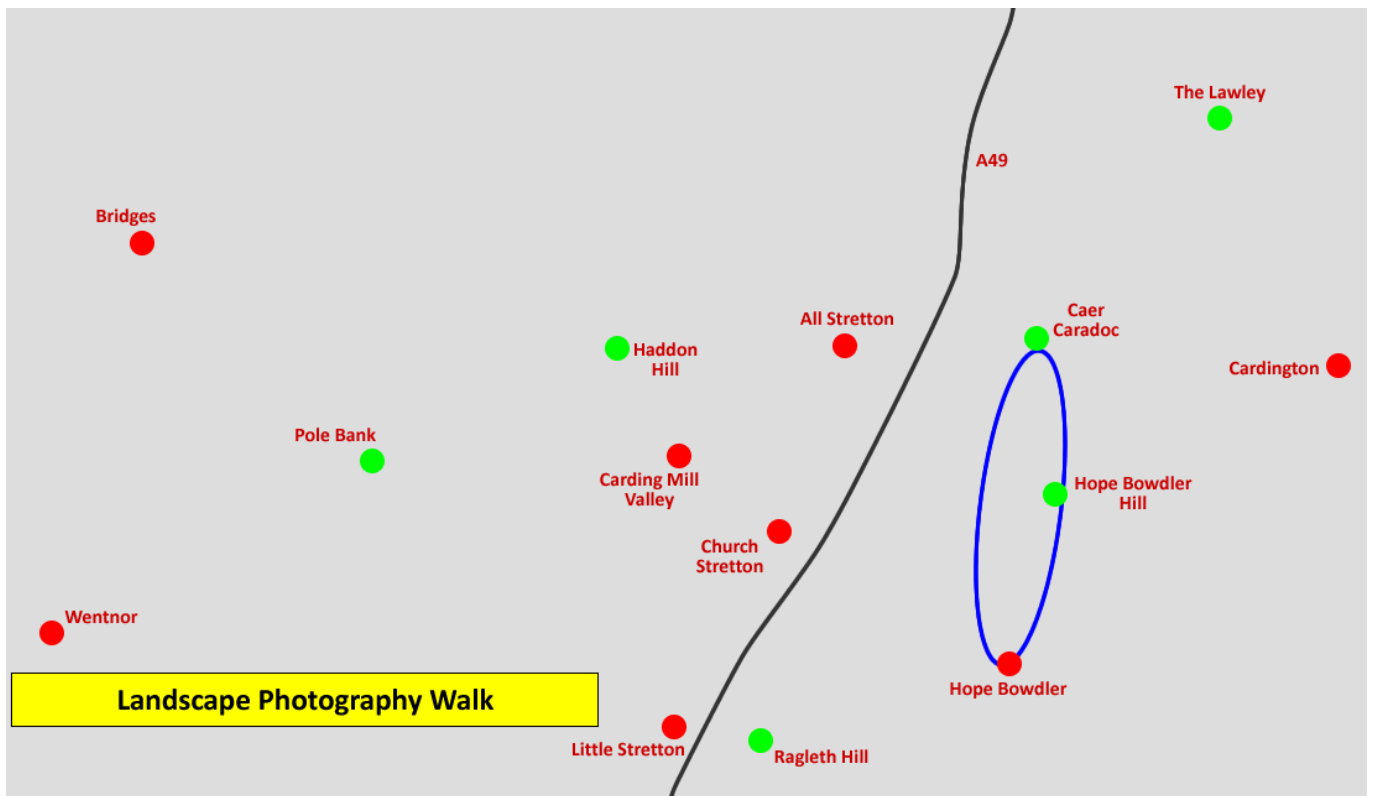 The Lawley
A49
Bridges
Caer
Caradoc
All Stretton
Haddon
Hill
Cardington
Pole Bank
Carding Mill
Valley
Hope Bowdler
Hill
Church
Stretton
Wentnor
Landscape Photography Walk
Hope Bowdler
Little Stretton
Ragleth Hill